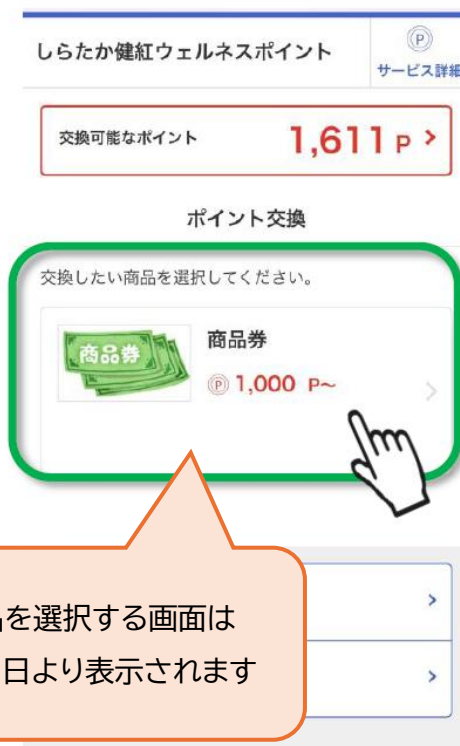 しらたか健紅ウェルネスポイント
P
サービス詳細
交換可能なポイント
1,611 P
ポイント交換
交換したい商品を選択してください。
商品券
商品券
P 1,000 P~
を選択する画面は
日より表示されます